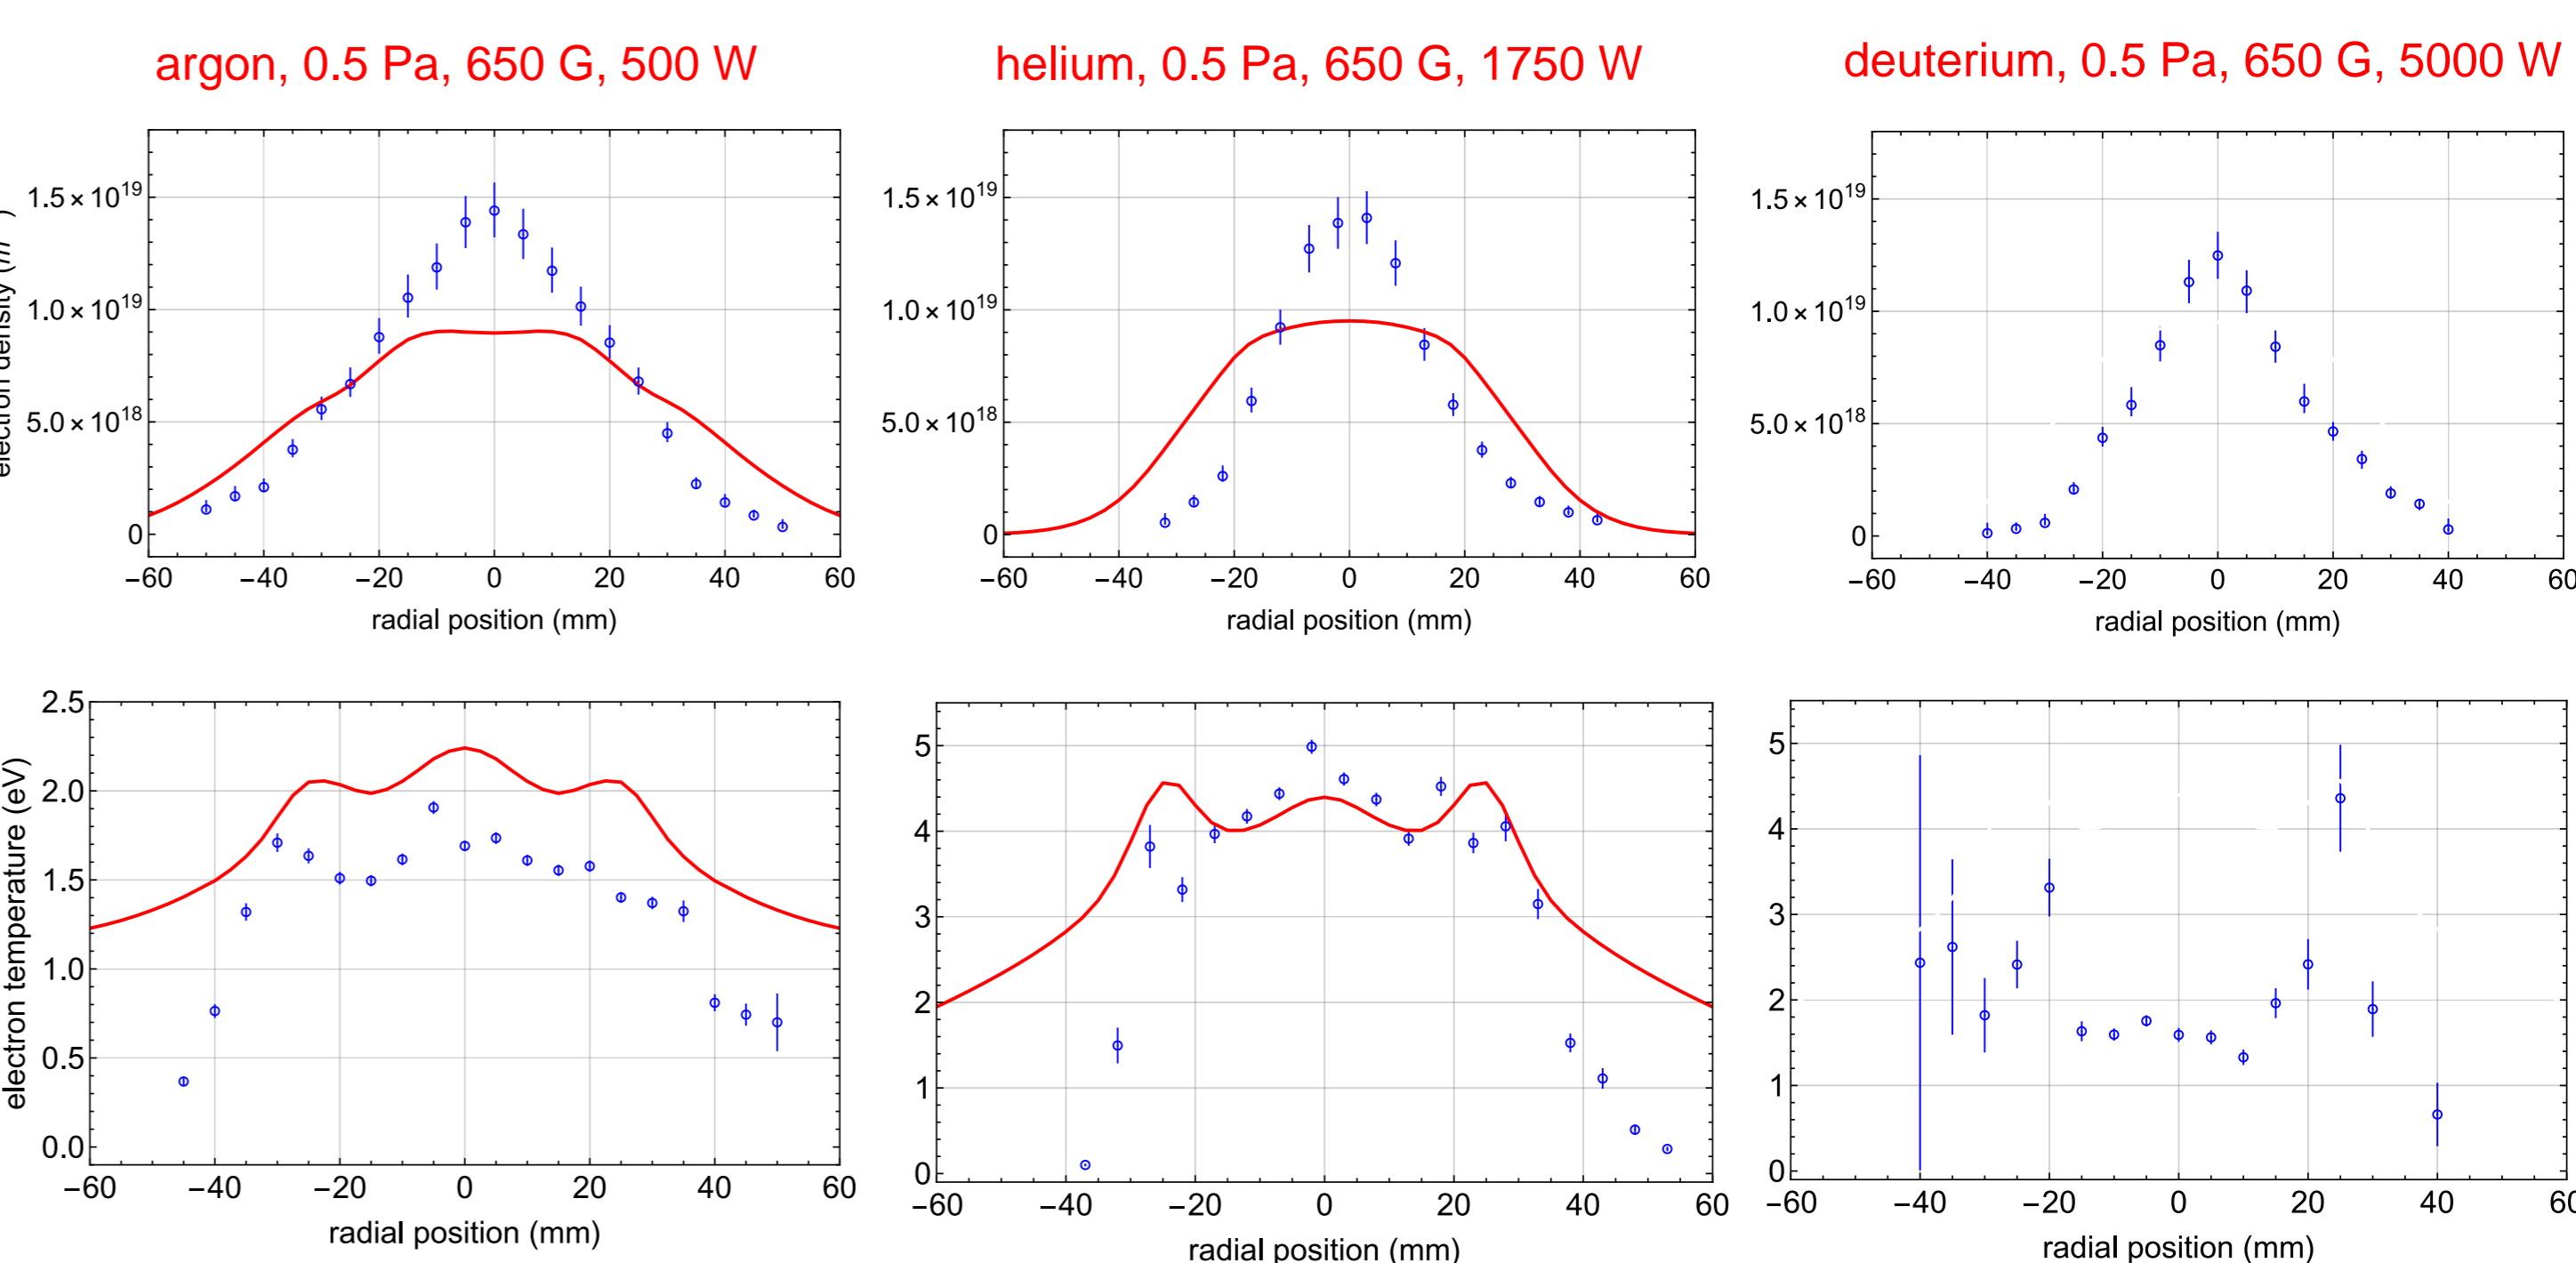 argon, 0.5 Pa, 650 G, 500 W
helium, 0.5 Pa, 650 G, 1750 W
deuterium, 0.5 Pa, 650 G, 5000 W
electron density
1.5×10¹⁹
1.0×10¹⁹
5.0×10¹⁸
0
−60 −40 −20 0 20 40 60
radial position (mm)
1.5×10¹⁹
1.0×10¹⁹
5.0×10¹⁸
0
−60 −40 −20 0 20 40 60
radial position (mm)
1.5×10¹⁹
1.0×10¹⁹
5.0×10¹⁸
0
−60 −40 −20 0 20 40 60
radial position (mm)
electron temperature (eV)
2.5
2.0
1.5
1.0
0.5
0.0
−60 −40 −20 0 20 40 60
radial position (mm)
5
4
3
2
1
0
−60 −40 −20 0 20 40 60
radial position (mm)
5
4
3
2
1
0
−60 −40 −20 0 20 40 60
radial position (mm)